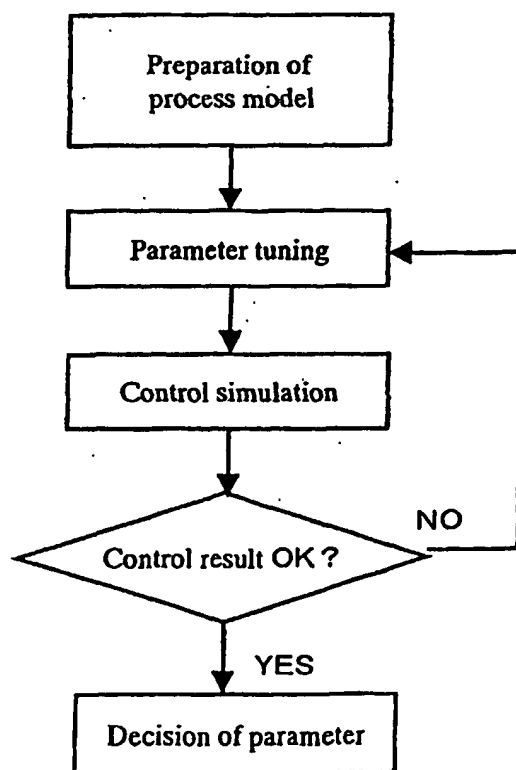 Preparation of
process model
Parameter tuning
Control simulation
Control result OK?
NO
YES
Decision of parameter